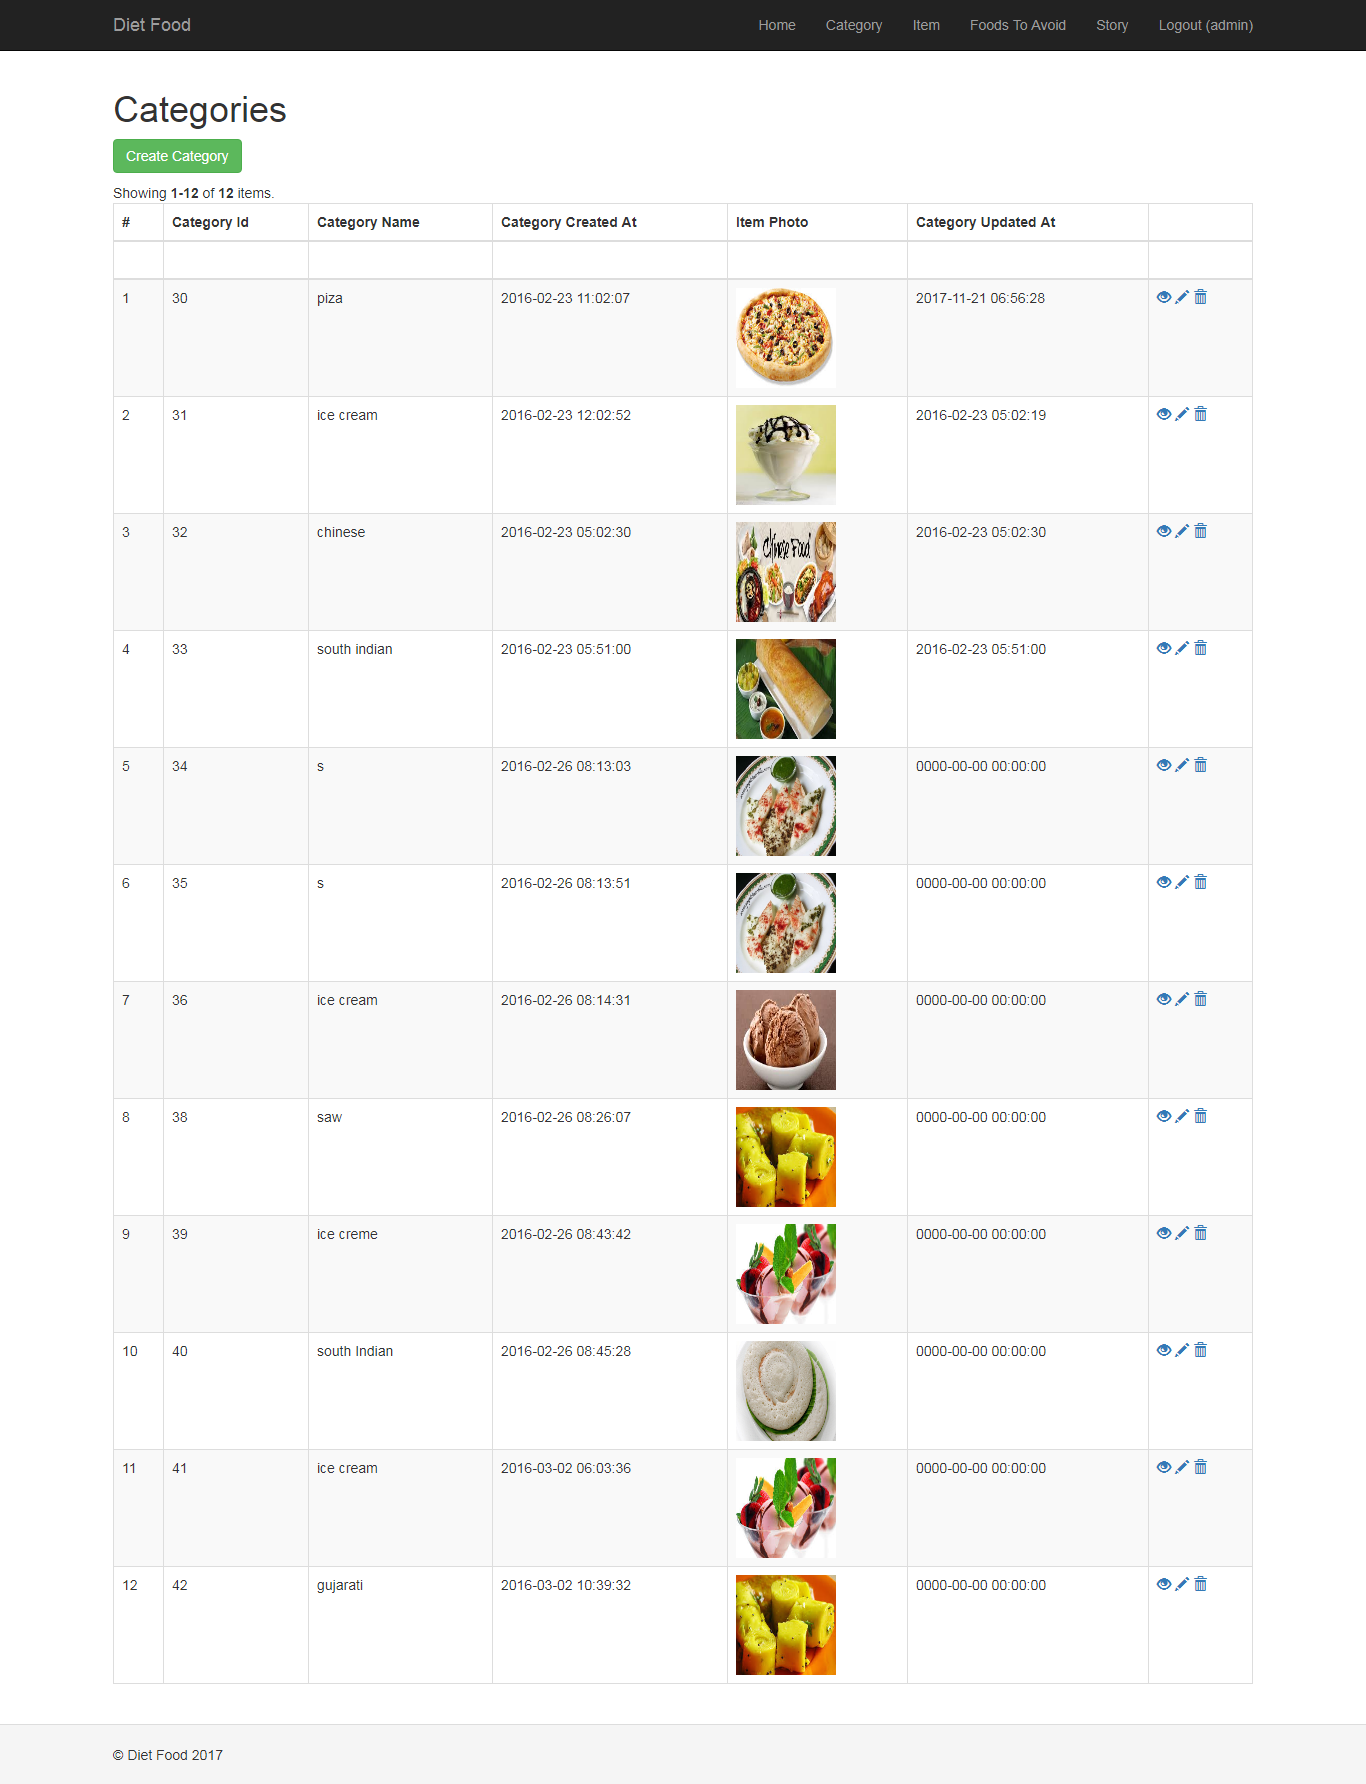 Diet Food Home Category Item Foods To Avoid Story Logout (admin)
Categories
Create Category
Showing 1-12 of 12 items.
# Category Id Category Name Category Created At Item Photo Category Updated At
1 30 piza 2016-02-23 11:02:07 2017-11-21 06:56:28
2 31 ice cream 2016-02-23 12:02:52 2016-02-23 05:02:19
3 32 chinese 2016-02-23 05:02:30 Chinese Food 2016-02-23 05:02:30
4 33 south indian 2016-02-23 05:51:00 2016-02-23 05:51:00
5 34 s 2016-02-26 08:13:03 0000-00-00 00:00:00
6 35 s 2016-02-26 08:13:51 0000-00-00 00:00:00
7 36 ice cream 2016-02-26 08:14:31 0000-00-00 00:00:00
8 38 saw 2016-02-26 08:26:07 0000-00-00 00:00:00
9 39 ice creme 2016-02-26 08:43:42 0000-00-00 00:00:00
10 40 south Indian 2016-02-26 08:45:28 0000-00-00 00:00:00
11 41 ice cream 2016-03-02 06:03:36 0000-00-00 00:00:00
12 42 gujarati 2016-03-02 10:39:32 0000-00-00 00:00:00
© Diet Food 2017